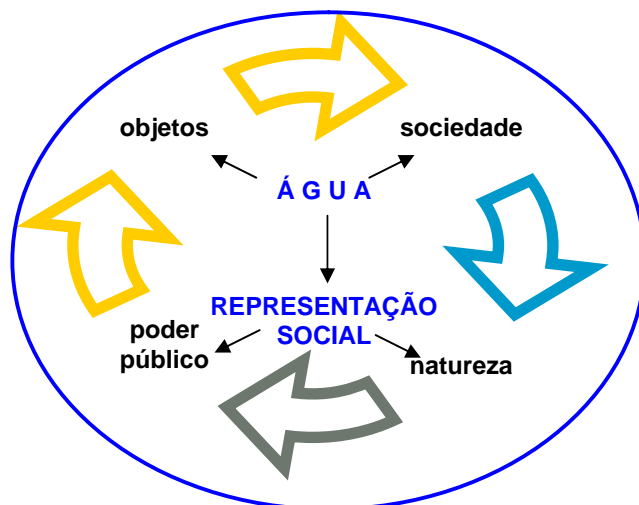 objetos
sociedade
Á G U A
REPRESENTAÇÃO
SOCIAL
poder
público
natureza